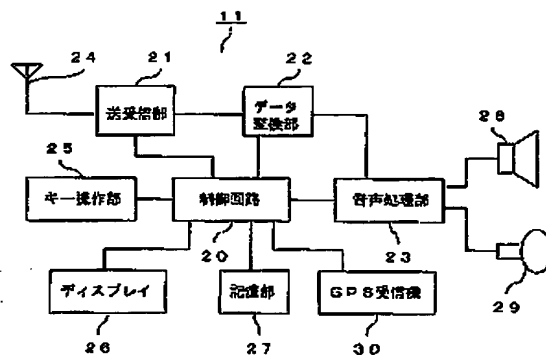 11
24
21
22
送受信部
データ
変換部
28
25
キー操作部
制御回路
音声処理部
20
23
29
ディスプレイ
記憶部
GPS受信機
26
27
30